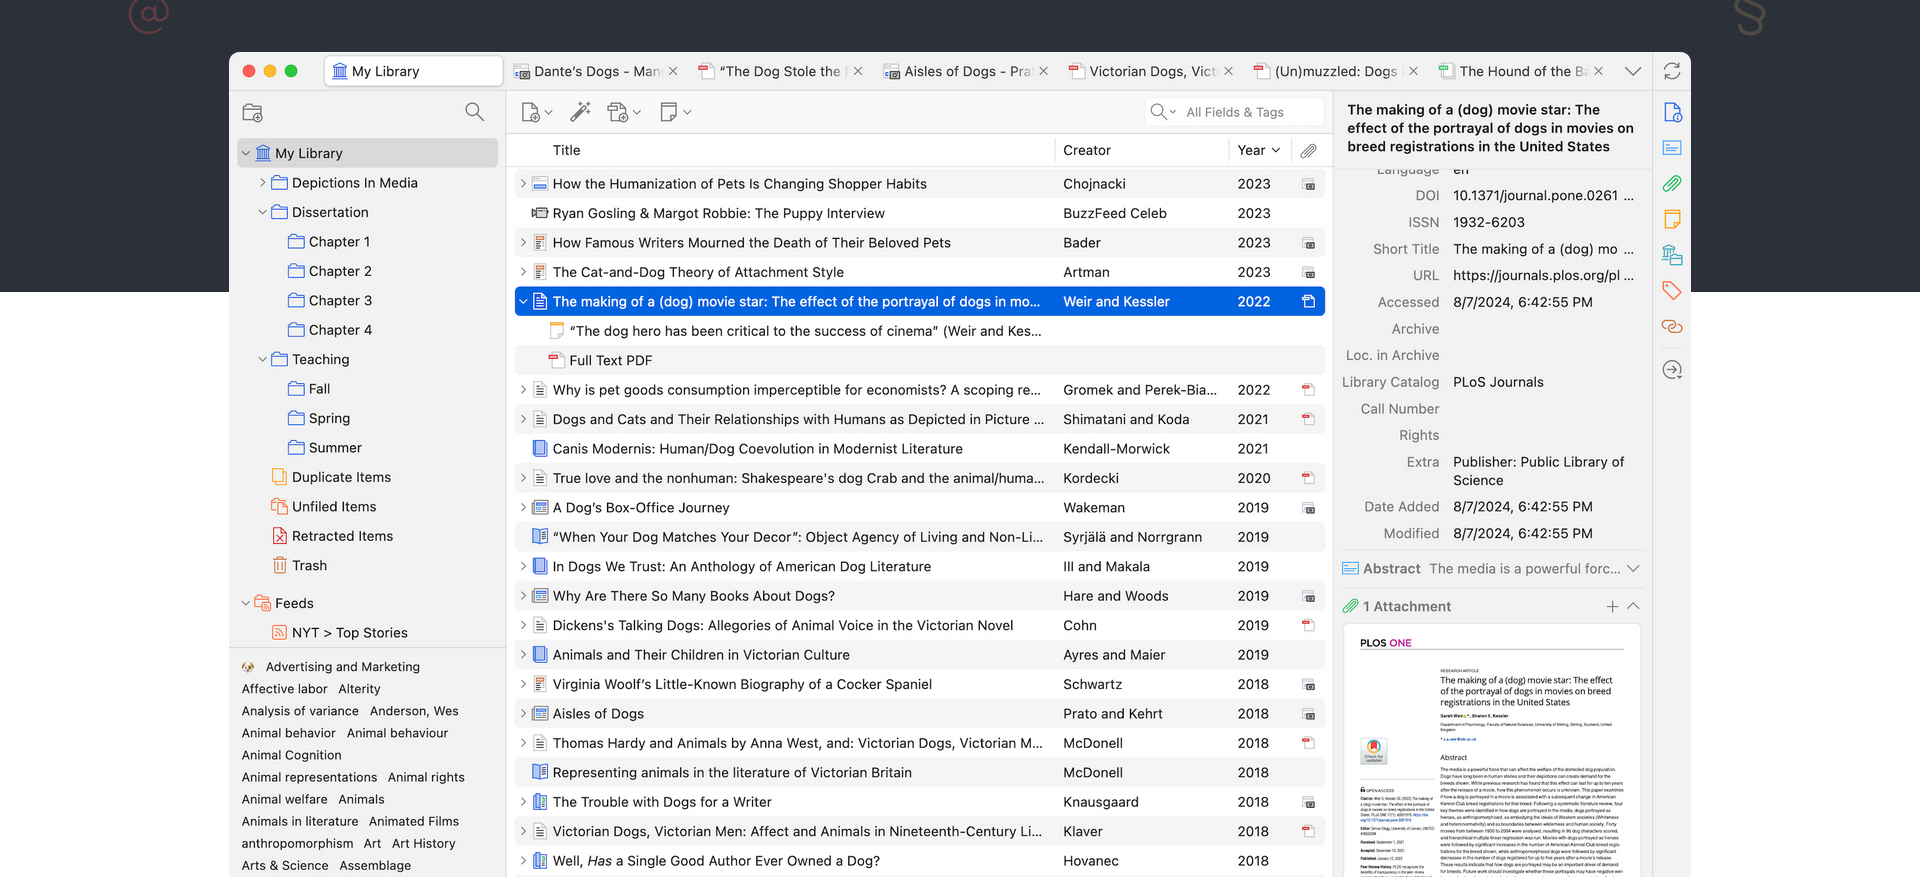 @
§
My Library
Dante's Dogs - Man
"The Dog Stole the
Aisles of Dogs - Pra
Victorian Dogs, Vict
(Un)muzzled: Dogs
The Hound of the Ba
All Fields & Tags
My Library
Depictions In Media
Dissertation
Chapter 1
Chapter 2
Chapter 3
Chapter 4
Teaching
Fall
Spring
Summer
Duplicate Items
Unfiled Items
Retracted Items
Trash
Feeds
NYT > Top Stories
Advertising and Marketing
Affective labor Alterity
Analysis of variance Anderson, Wes
Animal behavior Animal behaviour
Animal Cognition
Animal representations Animal rights
Animal welfare Animals
Animals in literature Animated Films
anthropomorphism Art Art History
Arts & Science Assemblage
Title Creator Year
How the Humanization of Pets Is Changing Shopper Habits Chojnacki 2023
Ryan Gosling & Margot Robbie: The Puppy Interview BuzzFeed Celeb 2023
How Famous Writers Mourned the Death of Their Beloved Pets Bader 2023
The Cat-and-Dog Theory of Attachment Style Artman 2023
The making of a (dog) movie star: The effect of the portrayal of dogs in mo... Weir and Kessler 2022
"The dog hero has been critical to the success of cinema" (Weir and Kes...
Full Text PDF
Why is pet goods consumption imperceptible for economists? A scoping re... Gromek and Perek-Bia... 2022
Dogs and Cats and Their Relationships with Humans as Depicted in Picture ... Shimatani and Koda 2021
Canis Modernis: Human/Dog Coevolution in Modernist Literature Kendall-Morwick 2021
True love and the nonhuman: Shakespeare's dog Crab and the animal/huma... Kordecki 2020
A Dog's Box-Office Journey Wakeman 2019
"When Your Dog Matches Your Decor": Object Agency of Living and Non-Li... Syrjälä and Norrgrann 2019
In Dogs We Trust: An Anthology of American Dog Literature III and Makala 2019
Why Are There So Many Books About Dogs? Hare and Woods 2019
Dickens's Talking Dogs: Allegories of Animal Voice in the Victorian Novel Cohn 2019
Animals and Their Children in Victorian Culture Ayres and Maier 2019
Virginia Woolf's Little-Known Biography of a Cocker Spaniel Schwartz 2018
Aisles of Dogs Prato and Kehrt 2018
Thomas Hardy and Animals by Anna West, and: Victorian Dogs, Victorian M... McDonell 2018
Representing animals in the literature of Victorian Britain McDonell 2018
The Trouble with Dogs for a Writer Knausgaard 2018
Victorian Dogs, Victorian Men: Affect and Animals in Nineteenth-Century Li... Klaver 2018
Well, Has a Single Good Author Ever Owned a Dog? Hovanec 2018
The making of a (dog) movie star: The
effect of the portrayal of dogs in movies on
breed registrations in the United States
Language en
DOI 10.1371/journal.pone.0261 ...
ISSN 1932-6203
Short Title The making of a (dog) mo ...
URL https://journals.plos.org/pl ...
Accessed 8/7/2024, 6:42:55 PM
Archive
Loc. in Archive
Library Catalog PLoS Journals
Call Number
Rights
Extra Publisher: Public Library of
Science
Date Added 8/7/2024, 6:42:55 PM
Modified 8/7/2024, 6:42:55 PM
Abstract The media is a powerful forc...
1 Attachment
PLOS ONE
RESEARCH ARTICLE
The making of a (dog) movie star: The effect
of the portrayal of dogs in movies on breed
registrations in the United States
Sarah Weir, Sharon E. Kessler
Check for
updates
Abstract
OPEN ACCESS